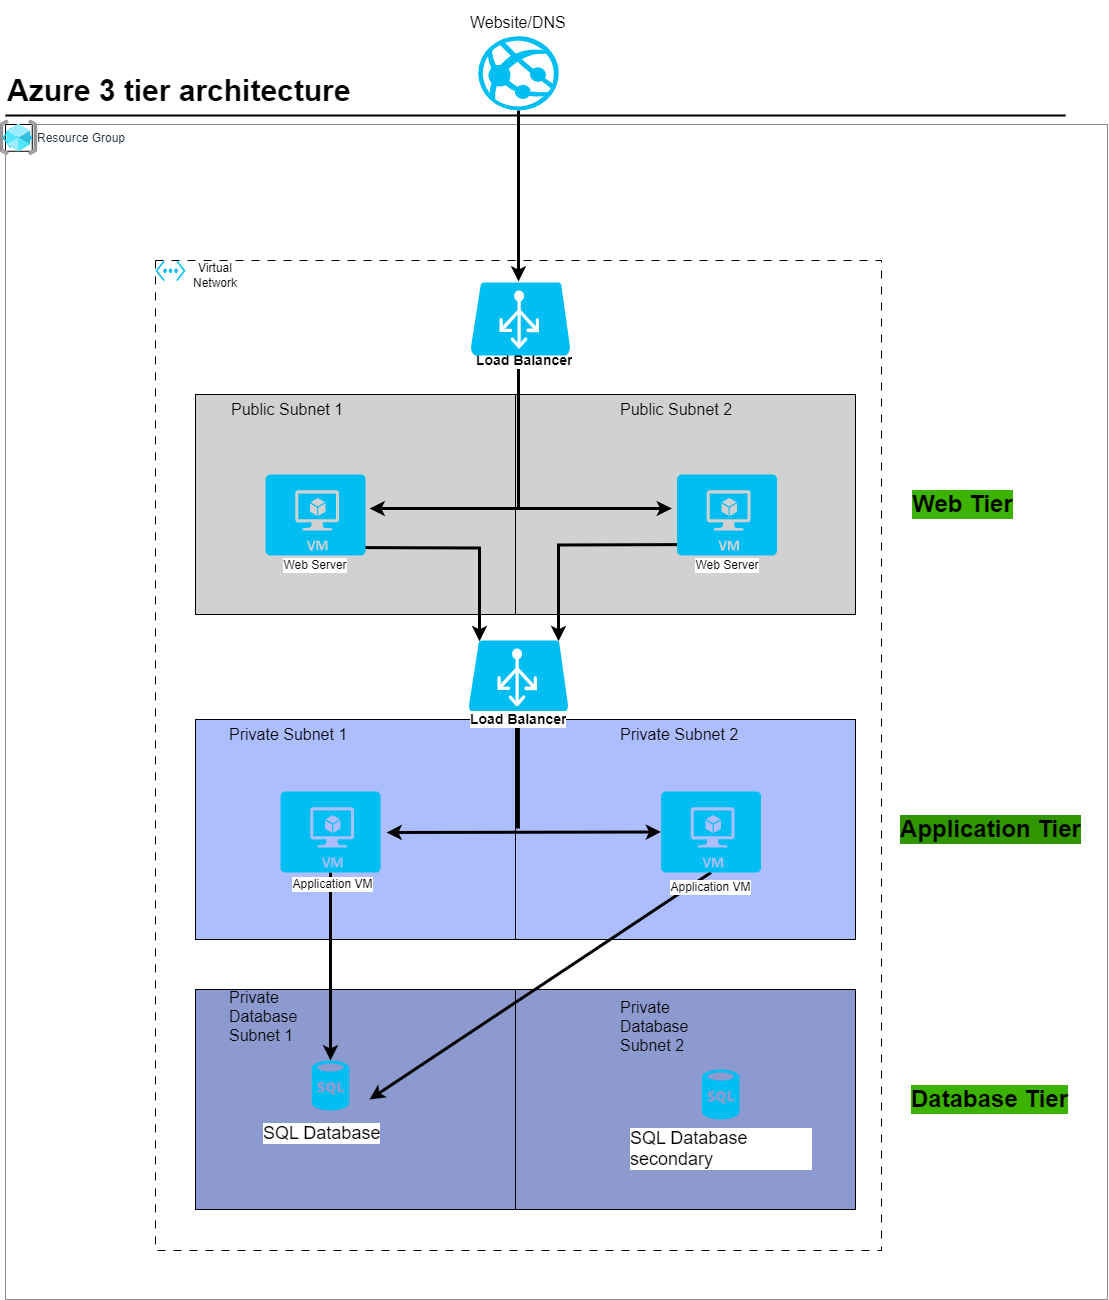 Website/DNS
Azure 3 tier architecture
Resource Group
Virtual
Network
Load Balancer
Public Subnet 1
Public Subnet 2
VM
Web Server
VM
Web Server
Web Tier
Load Balancer
Private Subnet 1
Private Subnet 2
VM
Application VM
VM
Application VM
Application Tier
Private
Database
Subnet 1
Private
Database
Subnet 2
SQL
SQL Database
SQL
SQL Database
secondary
Database Tier